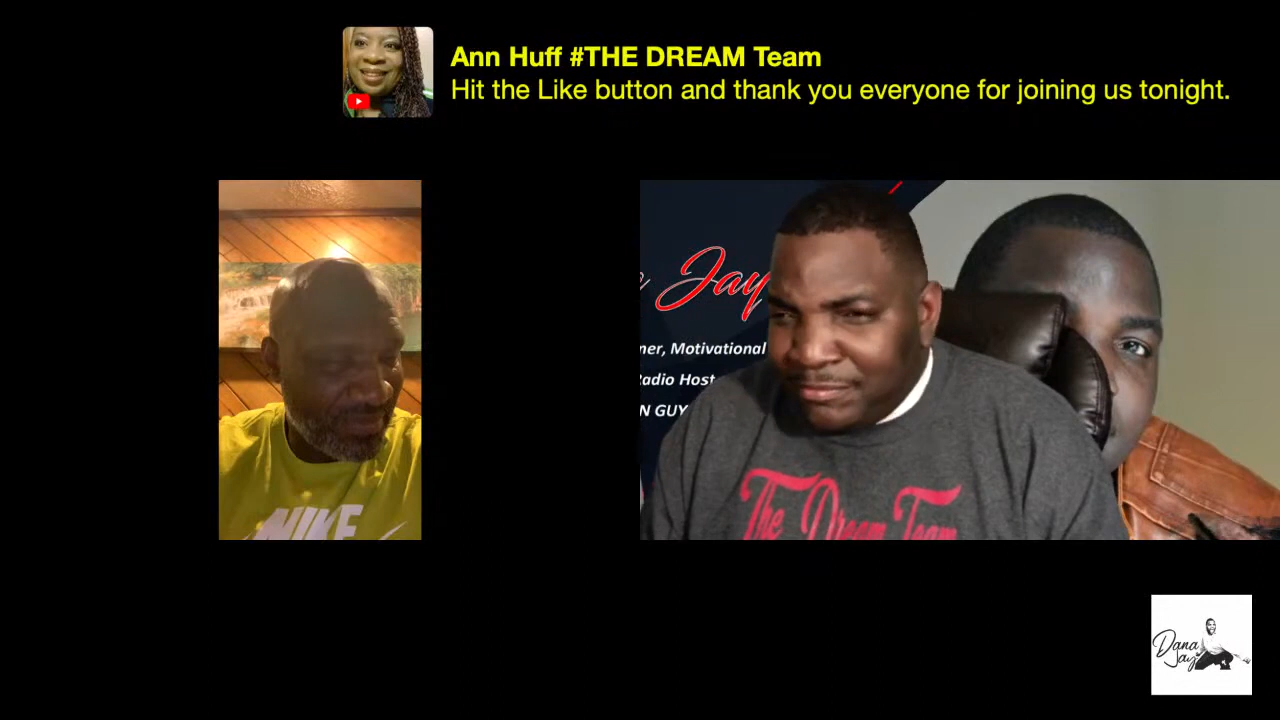 Ann Huff #THE DREAM Team
Hit the Like button and thank you everyone for joining us tonight.
Jay
ner, Motivational
Radio Host
N GUY
The Dream Team
NIKE
Dana
Jay